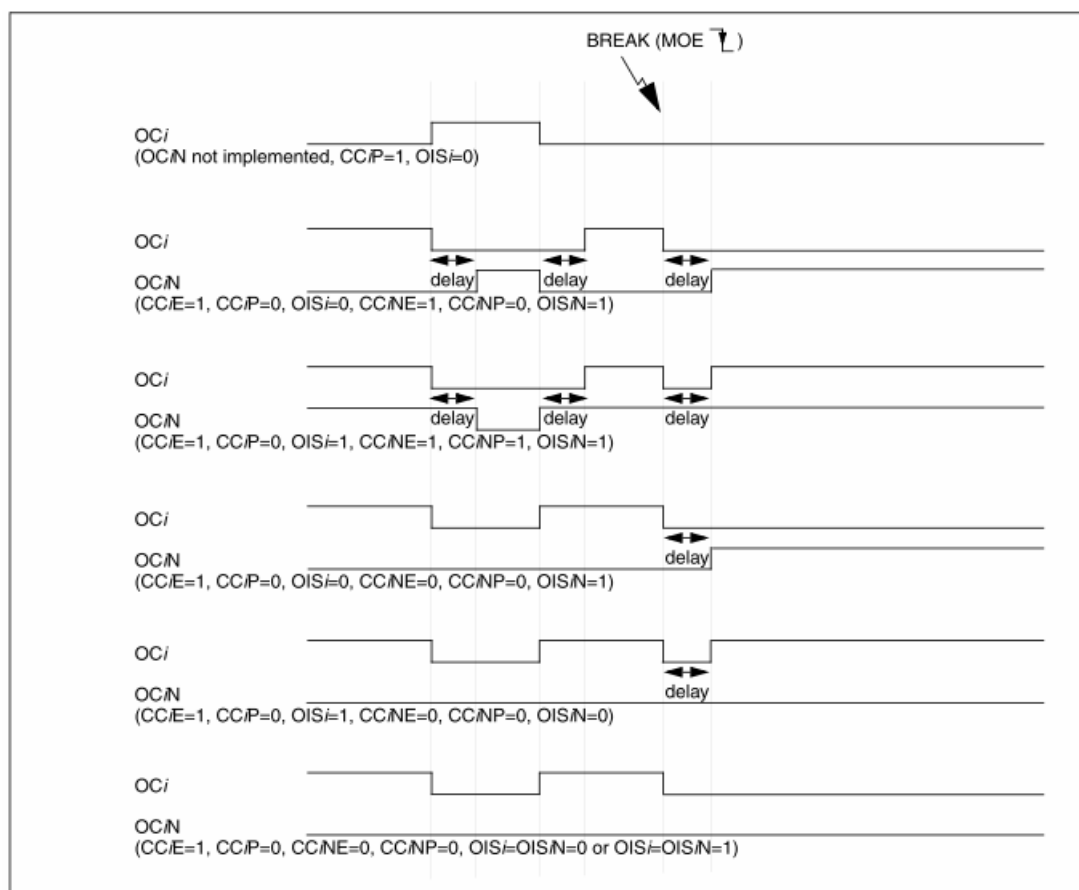 BREAK (MOE )
OCi
(OCiN not implemented, CCiP=1, OISi=0)
OCi
delay delay delay
OCiN
(CCiE=1, CCiP=0, OISi=0, CCiNE=1, CCiNP=0, OISiN=1)
OCi
delay delay delay
OCiN
(CCiE=1, CCiP=0, OISi=1, CCiNE=1, CCiNP=1, OISiN=1)
OCi
OCiN delay
(CCiE=1, CCiP=0, OISi=0, CCiNE=0, CCiNP=0, OISiN=1)
OCi
OCiN delay
(CCiE=1, CCiP=0, OISi=1, CCiNE=0, CCiNP=0, OISiN=0)
OCi
OCiN
(CCiE=1, CCiP=0, CCiNE=0, CCiNP=0, OISi=OISiN=0 or OISi=OISiN=1)